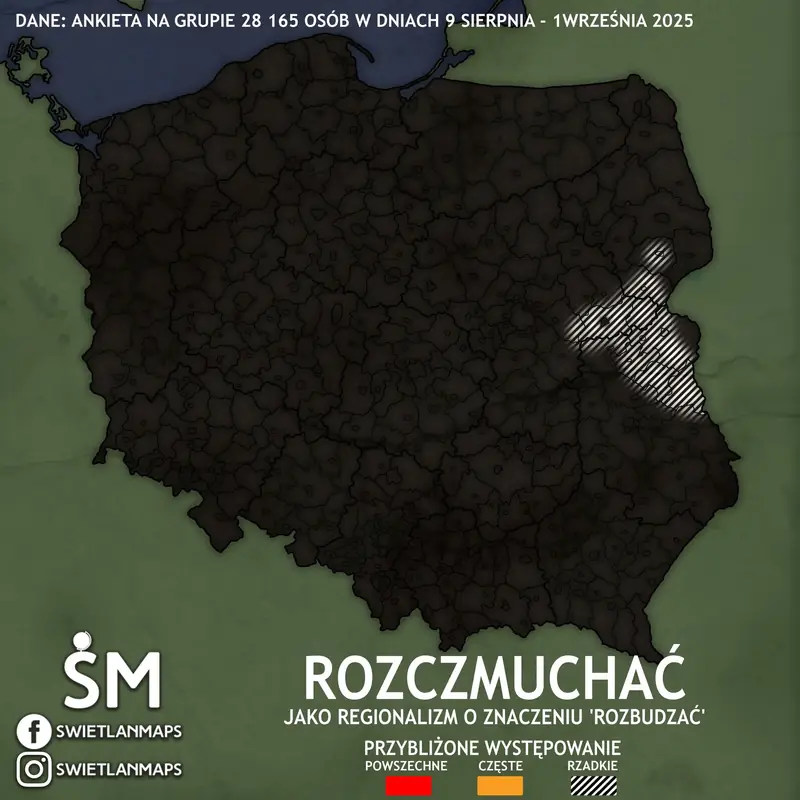 DANE: ANKIETA NA GRUPIE 28 165 OSÓB W DNIACH 9 SIERPNIA - 1WRZEŚNIA 2025
ŚM
SWIETLANMAPS
SWIETLANMAPS
ROZCZMUCHAĆ
JAKO REGIONALIZM O ZNACZENIU 'ROZBUDZAĆ'
PRZYBLIŻONE WYSTĘPOWANIE
POWSZECHNE CZĘSTE RZADKIE